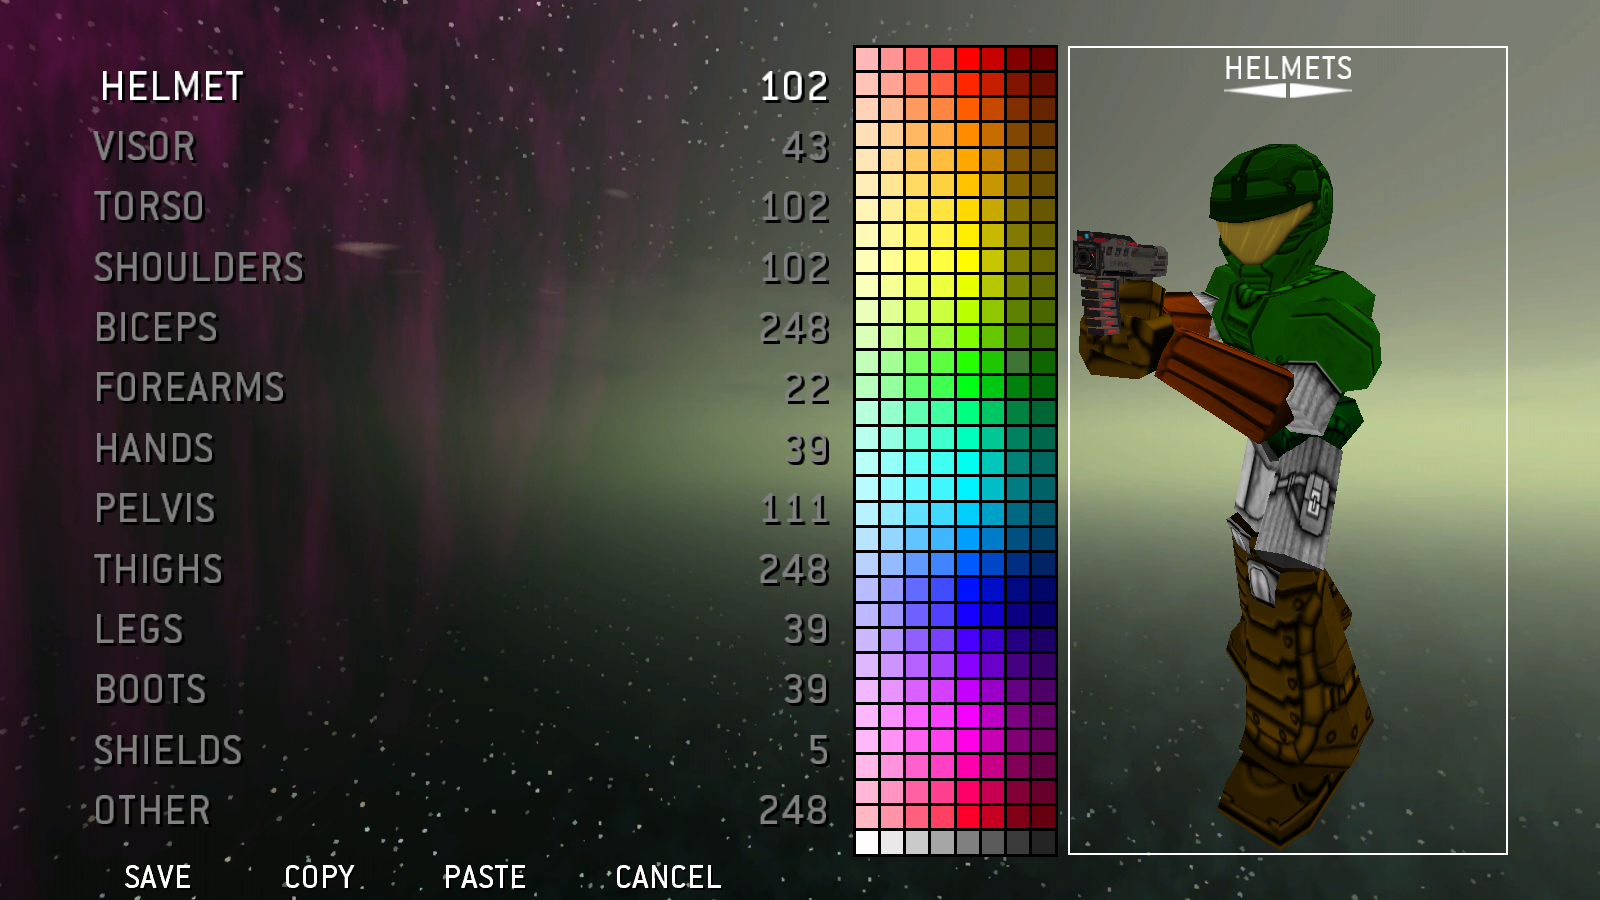 HELMET 102
VISOR 43
TORSO 102
SHOULDERS 102
BICEPS 248
FOREARMS 22
HANDS 39
PELVIS 111
THIGHS 248
LEGS 39
BOOTS 39
SHIELDS 5
OTHER 248
SAVE COPY PASTE CANCEL
HELMETS